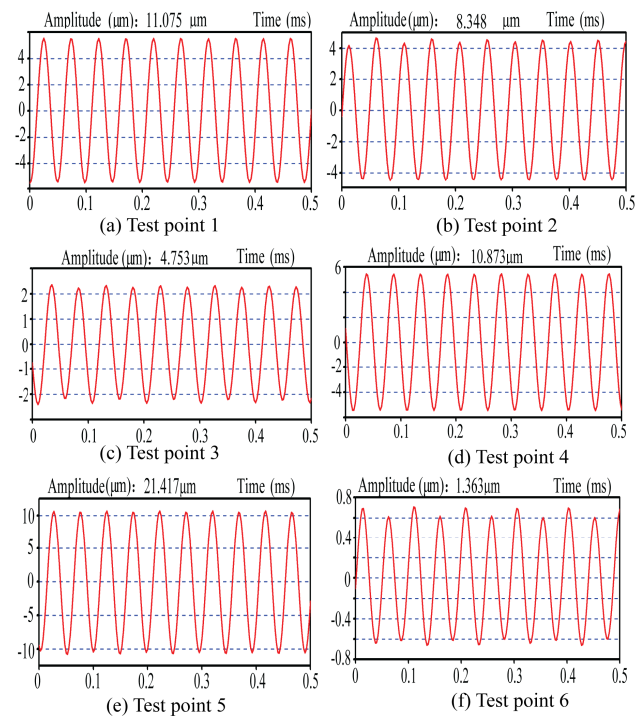 Amplitude (μm): 11.075 μm Time (ms)
4
2
0
-2
-4
0 0.1 0.2 0.3 0.4 0.5
(a) Test point 1
Amplitude (μm): 8.348 μm Time (ms)
4
2
0
-2
-4
0 0.1 0.2 0.3 0.4 0.5
(b) Test point 2
Amplitude (μm): 4.753μm Time (ms)
2
1
0
-1
-2
0 0.1 0.2 0.3 0.4 0.5
(c) Test point 3
Amplitude (μm): 10.873μm Time (ms)
6
4
2
0
-2
-4
0 0.1 0.2 0.3 0.4 0.5
(d) Test point 4
Amplitude(μm): 21.417μm Time (ms)
10
5
0
-5
-10
0 0.1 0.2 0.3 0.4 0.5
(e) Test point 5
Amplitude (μm): 1.363μm Time (ms)
0.8
0.4
0
-0.4
-0.8
0 0.1 0.2 0.3 0.4 0.5
(f) Test point 6